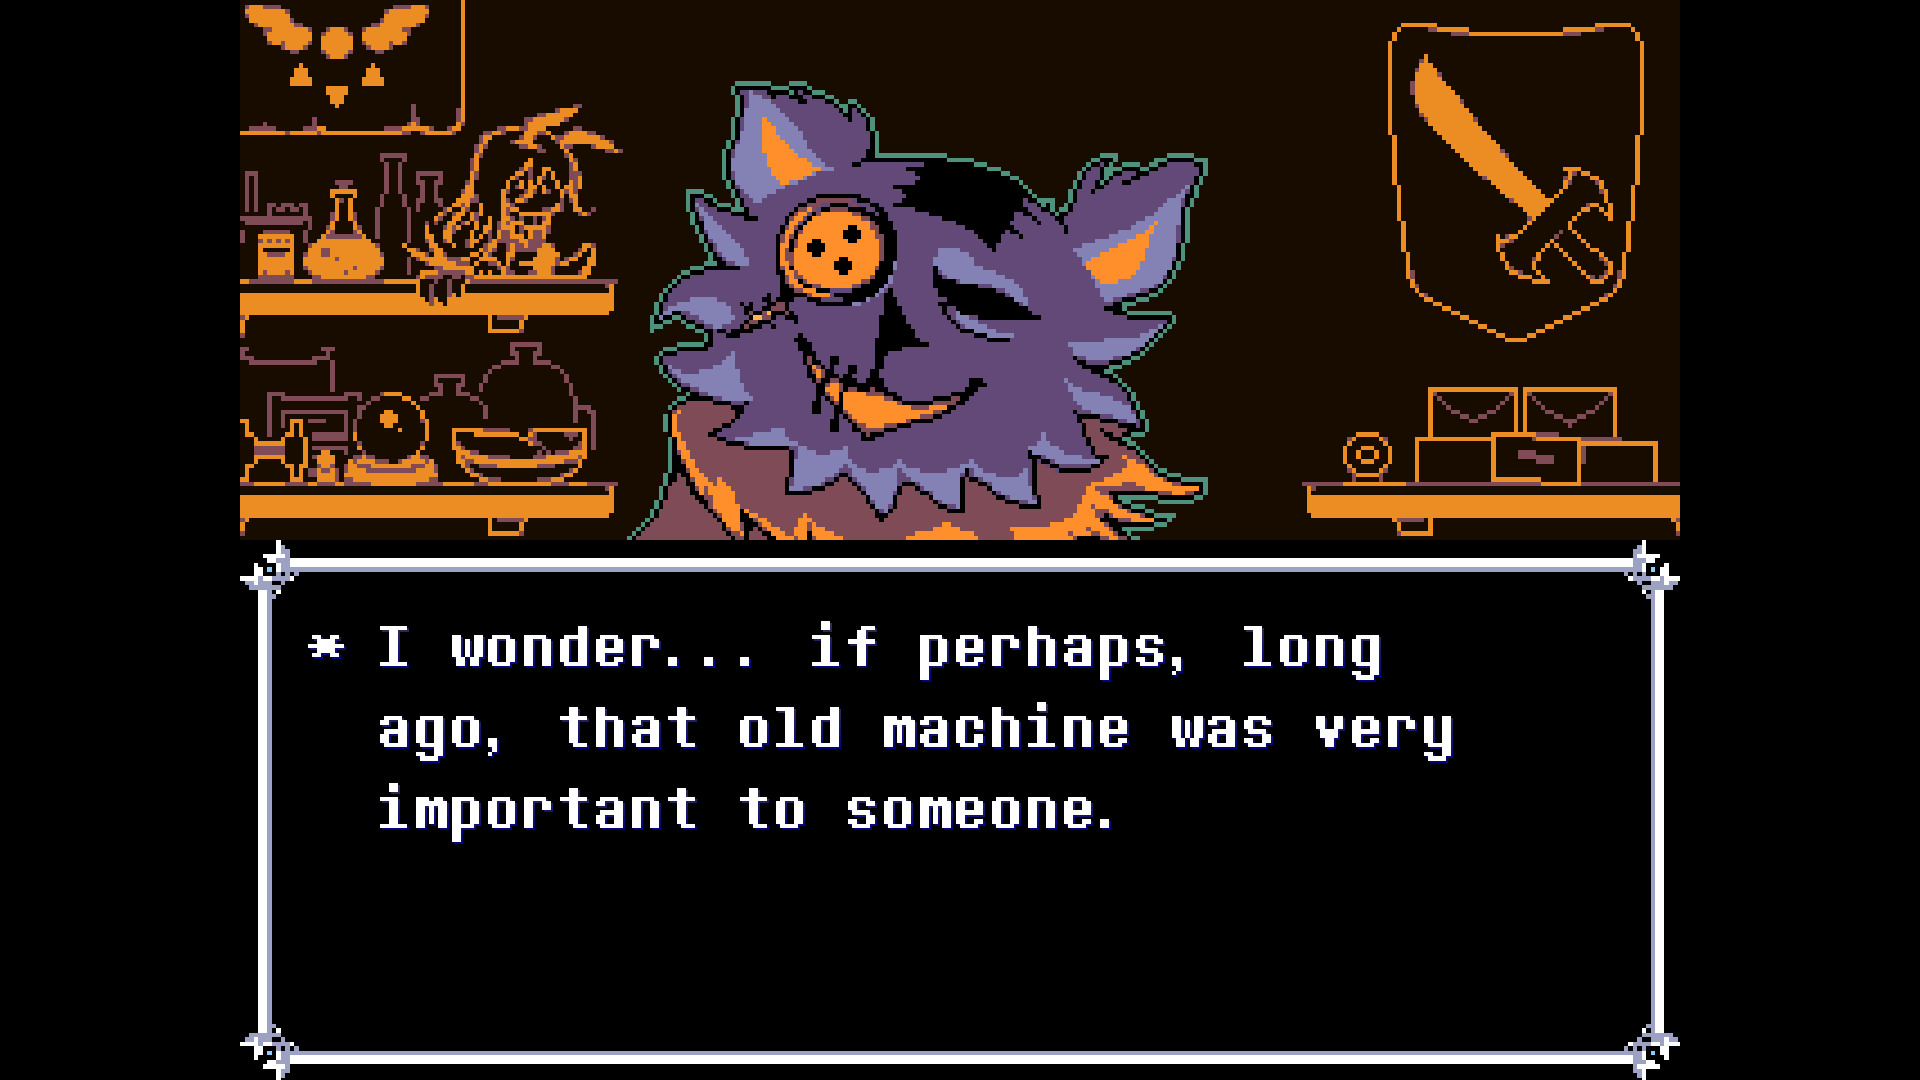 * I wonder... if perhaps, long
ago, that old machine was very
important to someone.